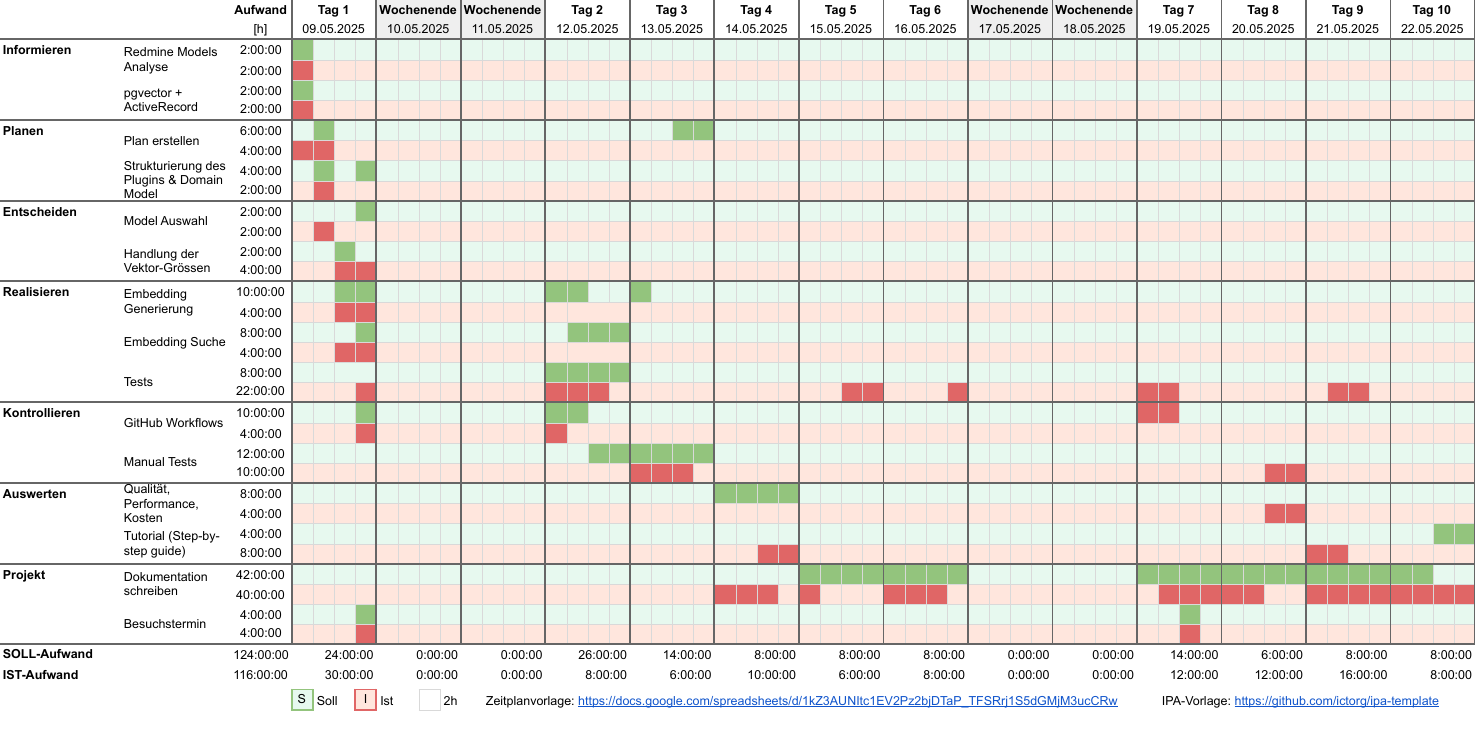 Aufwand Tag 1 Wochenende Wochenende Tag 2 Tag 3 Tag 4 Tag 5 Tag 6 Wochenende Wochenende Tag 7 Tag 8 Tag 9 Tag 10
[h] 09.05.2025 10.05.2025 11.05.2025 12.05.2025 13.05.2025 14.05.2025 15.05.2025 16.05.2025 17.05.2025 18.05.2025 19.05.2025 20.05.2025 21.05.2025 22.05.2025
Informieren Redmine Models 2:00:00
Analyse 2:00:00
pgvector + 2:00:00
ActiveRecord 2:00:00
Planen Plan erstellen 6:00:00
4:00:00
Strukturierung des 4:00:00
Plugins & Domain
Model 2:00:00
Entscheiden Model Auswahl 2:00:00
2:00:00
Handlung der 2:00:00
Vektor-Grössen 4:00:00
Realisieren Embedding 10:00:00
Generierung 4:00:00
Embedding Suche 8:00:00
4:00:00
Tests 8:00:00
22:00:00
Kontrollieren GitHub Workflows 10:00:00
4:00:00
Manual Tests 12:00:00
10:00:00
Auswerten Qualität, 8:00:00
Performance,
Kosten 4:00:00
Tutorial (Step-by- 4:00:00
step guide) 8:00:00
Projekt Dokumentation 42:00:00
schreiben 40:00:00
Besuchstermin 4:00:00
4:00:00
SOLL-Aufwand 124:00:00 24:00:00 0:00:00 0:00:00 26:00:00 14:00:00 8:00:00 8:00:00 8:00:00 0:00:00 0:00:00 14:00:00 6:00:00 8:00:00 8:00:00
IST-Aufwand 116:00:00 30:00:00 0:00:00 0:00:00 8:00:00 6:00:00 10:00:00 6:00:00 8:00:00 0:00:00 0:00:00 12:00:00 12:00:00 16:00:00 8:00:00
S Soll I Ist 2h Zeitplanvorlage: https://docs.google.com/spreadsheets/d/1kZ3AUNItc1EV2Pz2bjDTaP_TFSRrj1S5dGMjM3ucCRw IPA-Vorlage: https://github.com/ictorg/ipa-template